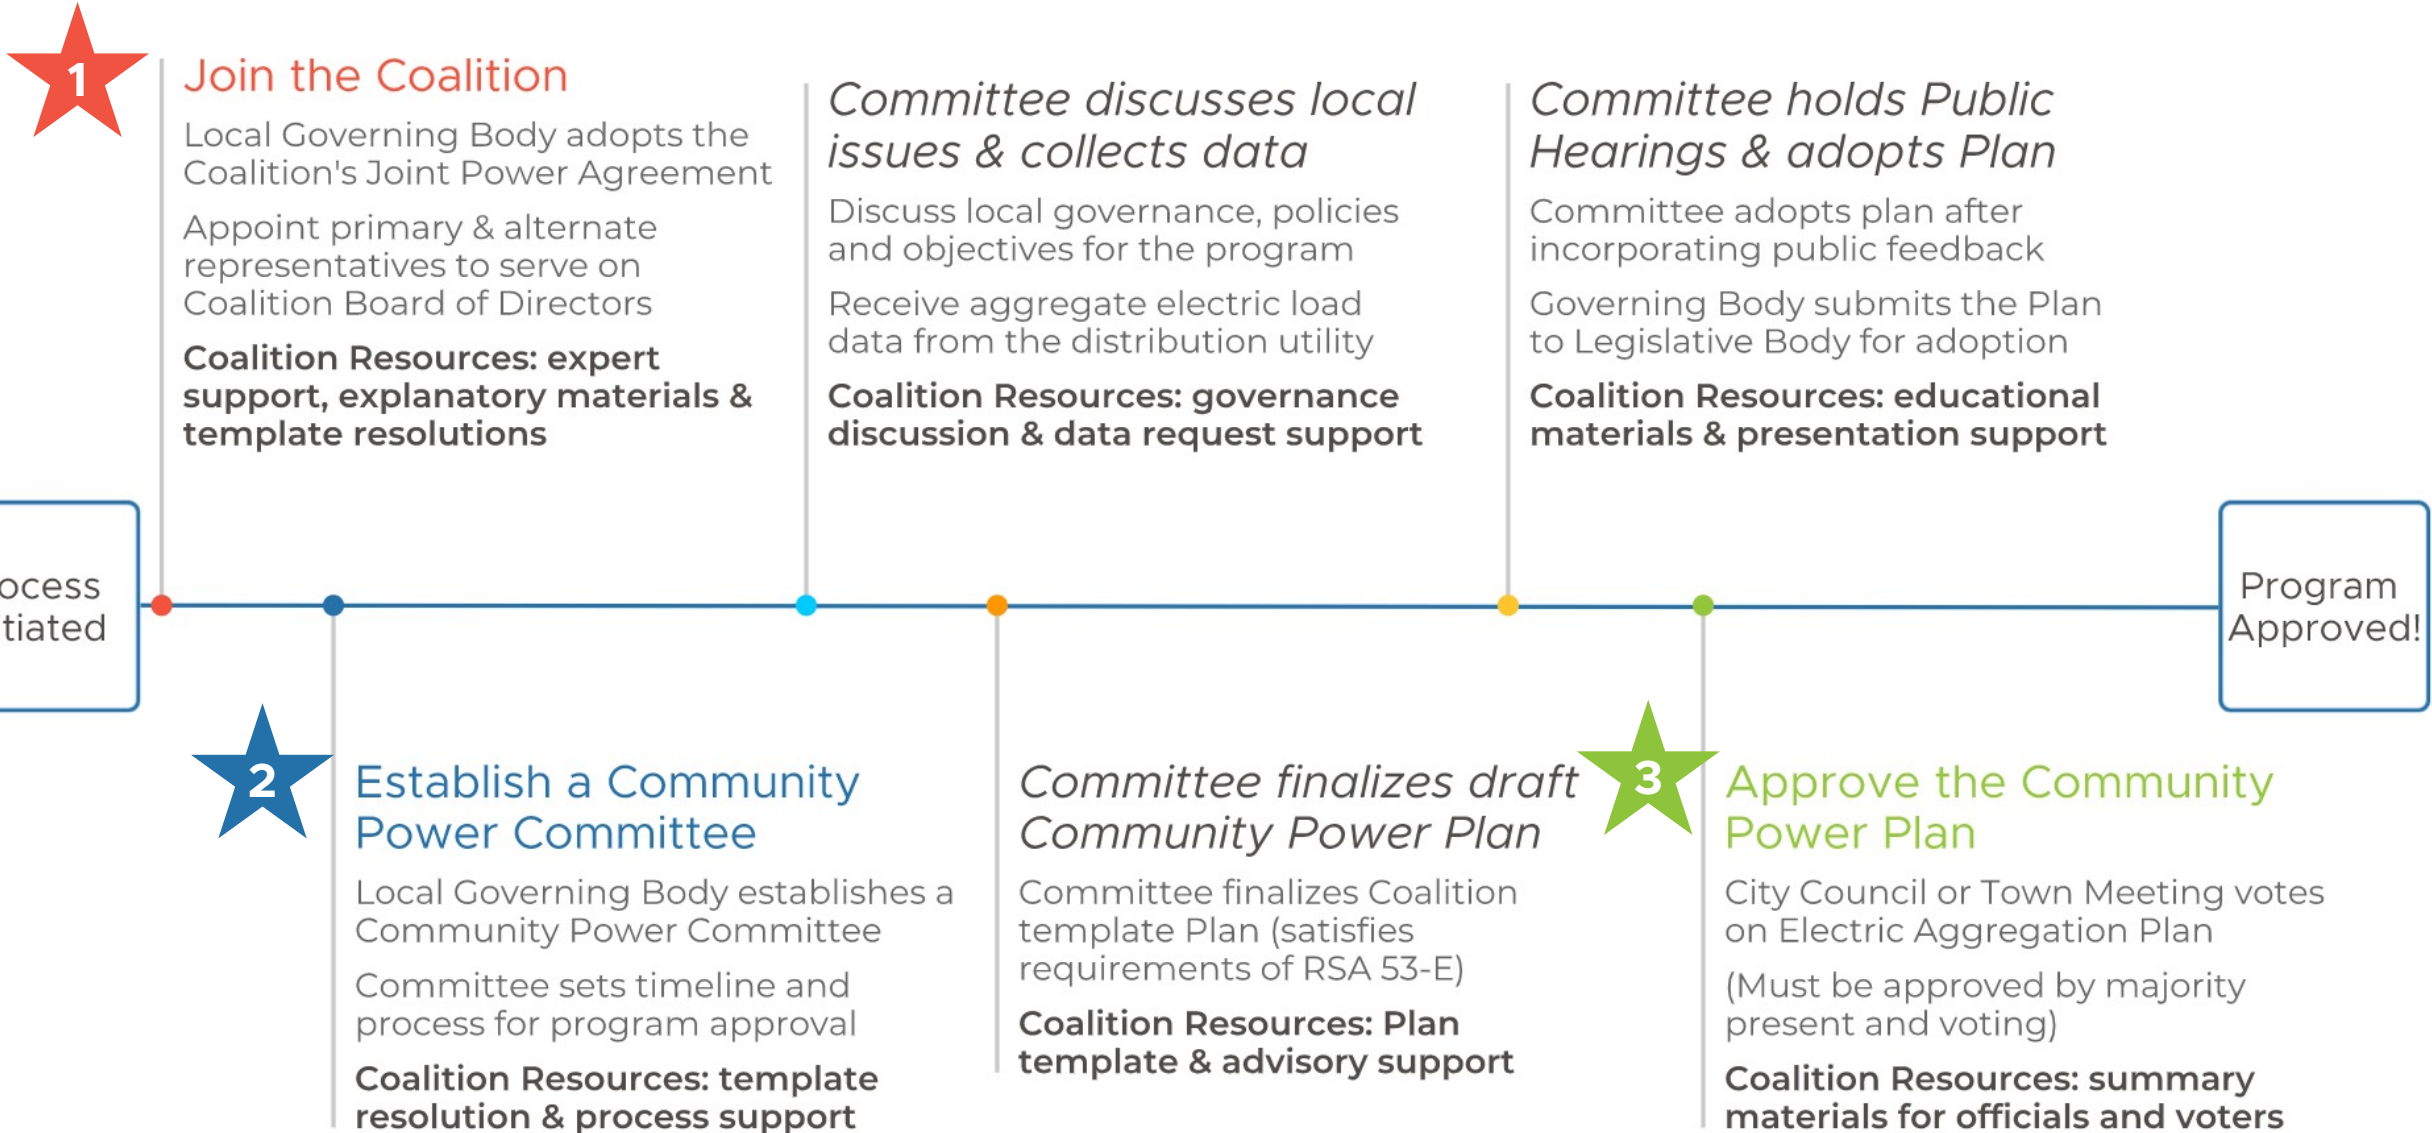 1
Join the Coalition
Local Governing Body adopts the
Coalition's Joint Power Agreement
Appoint primary & alternate
representatives to serve on
Coalition Board of Directors
Coalition Resources: expert
support, explanatory materials &
template resolutions
Committee discusses local
issues & collects data
Discuss local governance, policies
and objectives for the program
Receive aggregate electric load
data from the distribution utility
Coalition Resources: governance
discussion & data request support
Committee holds Public
Hearings & adopts Plan
Committee adopts plan after
incorporating public feedback
Governing Body submits the Plan
to Legislative Body for adoption
Coalition Resources: educational
materials & presentation support
ocess
tiated
Program
Approved!
2
Establish a Community
Power Committee
Local Governing Body establishes a
Community Power Committee
Committee sets timeline and
process for program approval
Coalition Resources: template
resolution & process support
Committee finalizes draft
Community Power Plan
Committee finalizes Coalition
template Plan (satisfies
requirements of RSA 53-E)
Coalition Resources: Plan
template & advisory support
3
Approve the Community
Power Plan
City Council or Town Meeting votes
on Electric Aggregation Plan
(Must be approved by majority
present and voting)
Coalition Resources: summary
materials for officials and voters